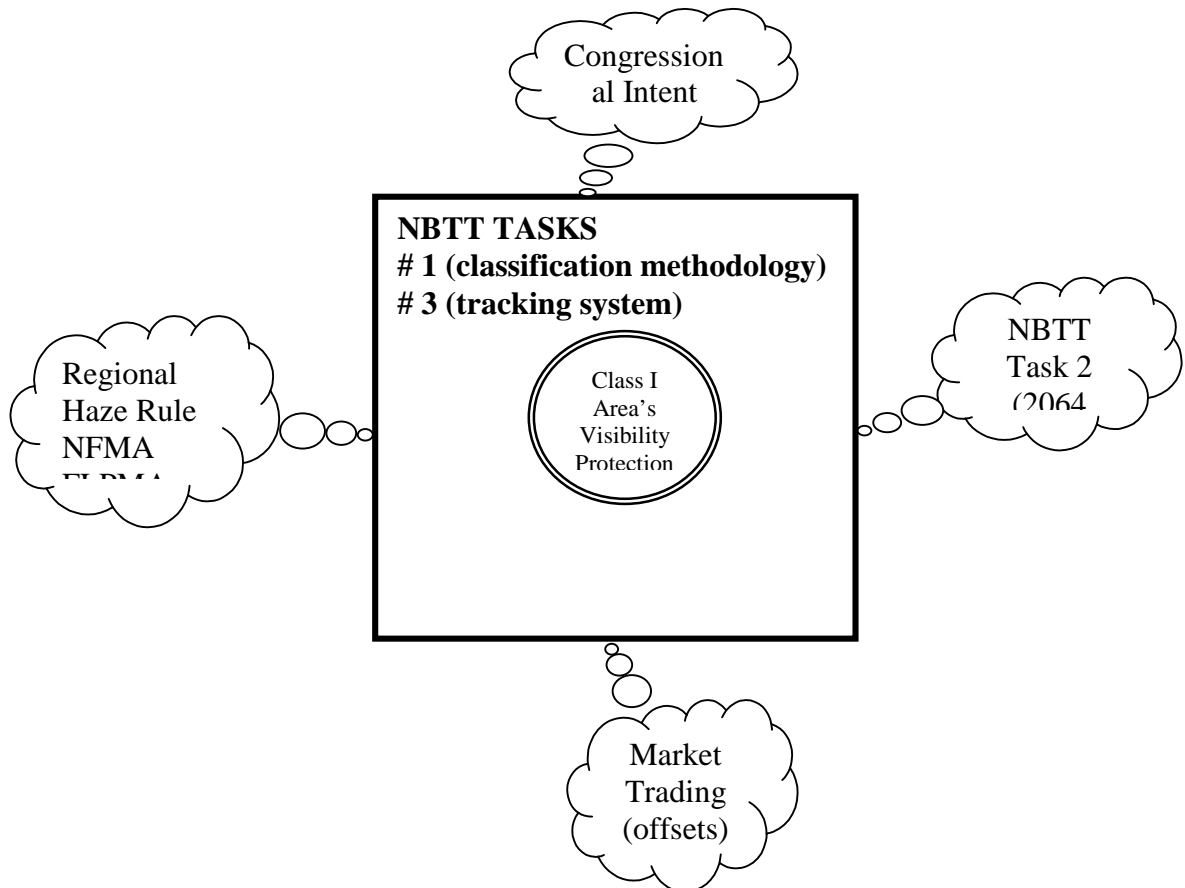 Congression
al Intent
NBTT TASKS
# 1 (classification methodology)
# 3 (tracking system)
NBTT
Task 2
(2064
Regional
Haze Rule
NFMA
Class I
Area's
Visibility
Protection
Market
Trading
(offsets)